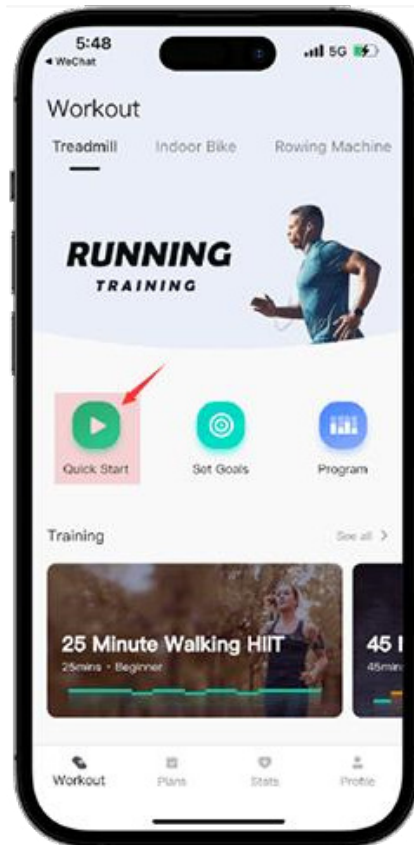 5:48
5G
◀ WeChat
Workout
Treadmill Indoor Bike Rowing Machine
RUNNING
TRAINING
Quick Start Set Goals Program
Training See all >
25 Minute Walking HIIT 45
25mins • Beginner 45min
Workout Plans Stats Profile